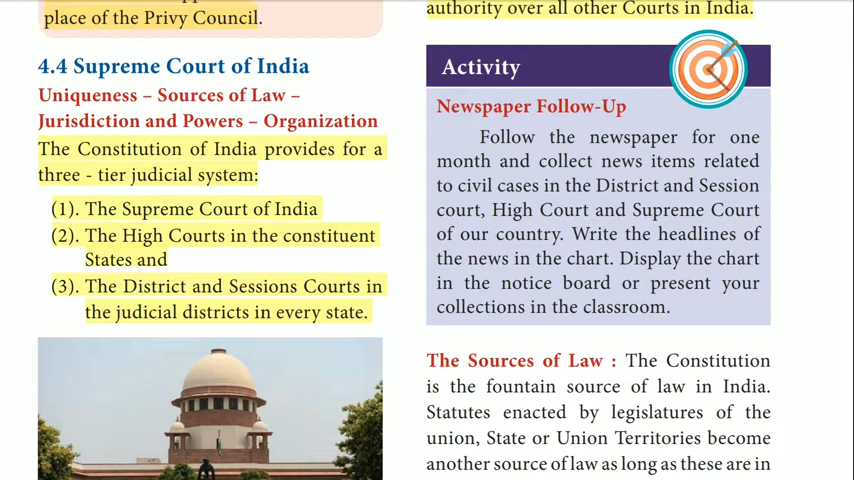 place of the Privy Council.
4.4 Supreme Court of India
Uniqueness – Sources of Law –
Jurisdiction and Powers – Organization
The Constitution of India provides for a
three - tier judicial system:
(1). The Supreme Court of India
(2). The High Courts in the constituent
States and
(3). The District and Sessions Courts in
the judicial districts in every state.
authority over all other Courts in India.
Activity
Newspaper Follow-Up
Follow the newspaper for one
month and collect news items related
to civil cases in the District and Session
court, High Court and Supreme Court
of our country. Write the headlines of
the news in the chart. Display the chart
in the notice board or present your
collections in the classroom.
The Sources of Law : The Constitution
is the fountain source of law in India.
Statutes enacted by legislatures of the
union, State or Union Territories become
another source of law as long as these are in